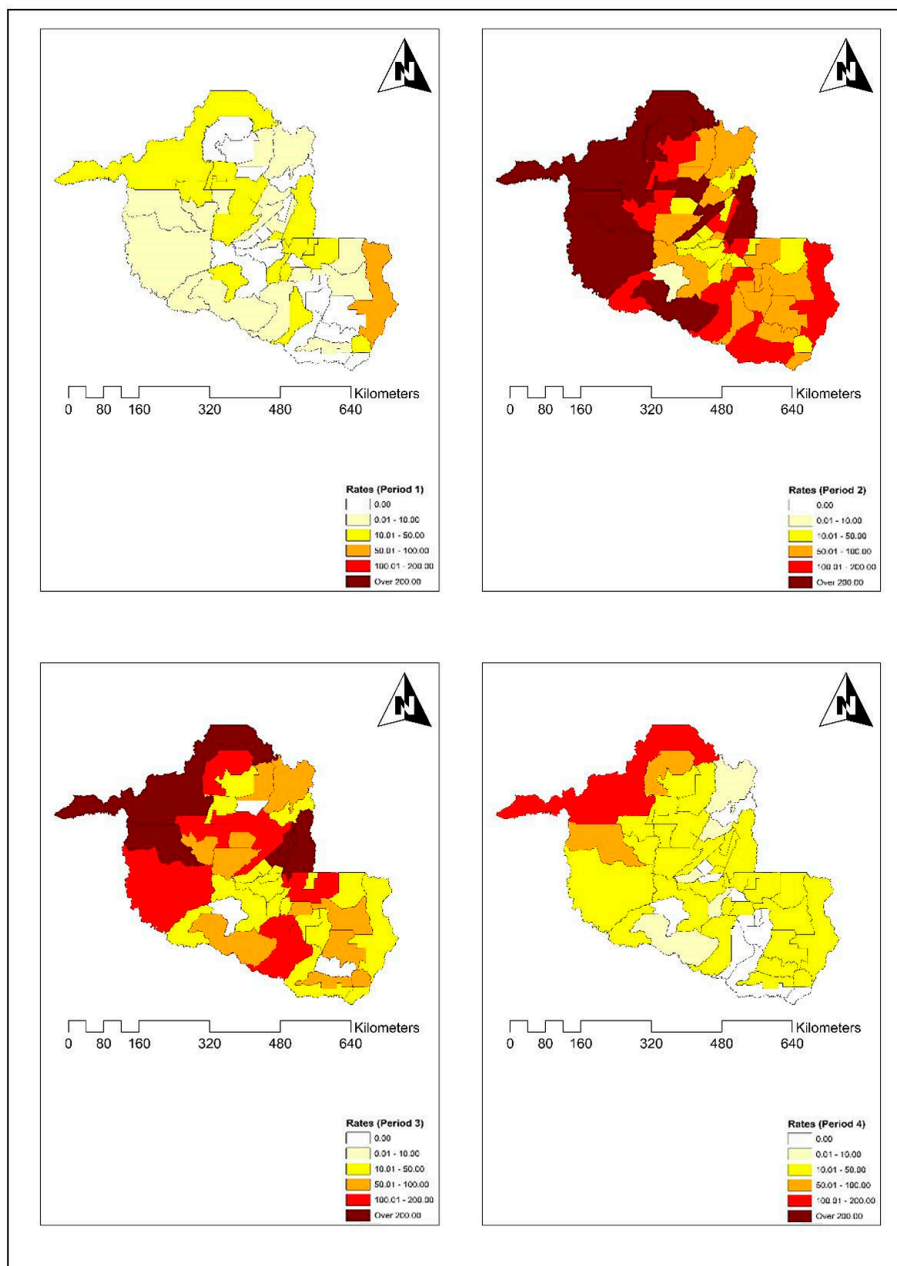 N
Kilometers
0 80 160 320 480 640
Rates (Period 1)
0.00
0.01 - 10.00
10.01 - 50.00
50.01 - 100.00
100.01 - 200.00
Over 200.00
N
Kilometers
0 80 160 320 480 640
Rates (Period 2)
0.00
0.01 - 10.00
10.01 - 50.00
50.01 - 100.00
100.01 - 200.00
Over 200.00
N
Kilometers
0 80 160 320 480 640
Rates (Period 3)
0.00
0.01 - 10.00
10.01 - 50.00
50.01 - 100.00
100.01 - 200.00
Over 200.00
N
Kilometers
0 80 160 320 480 640
Rates (Period 4)
0.00
0.01 - 10.00
10.01 - 50.00
50.01 - 100.00
100.01 - 200.00
Over 200.00